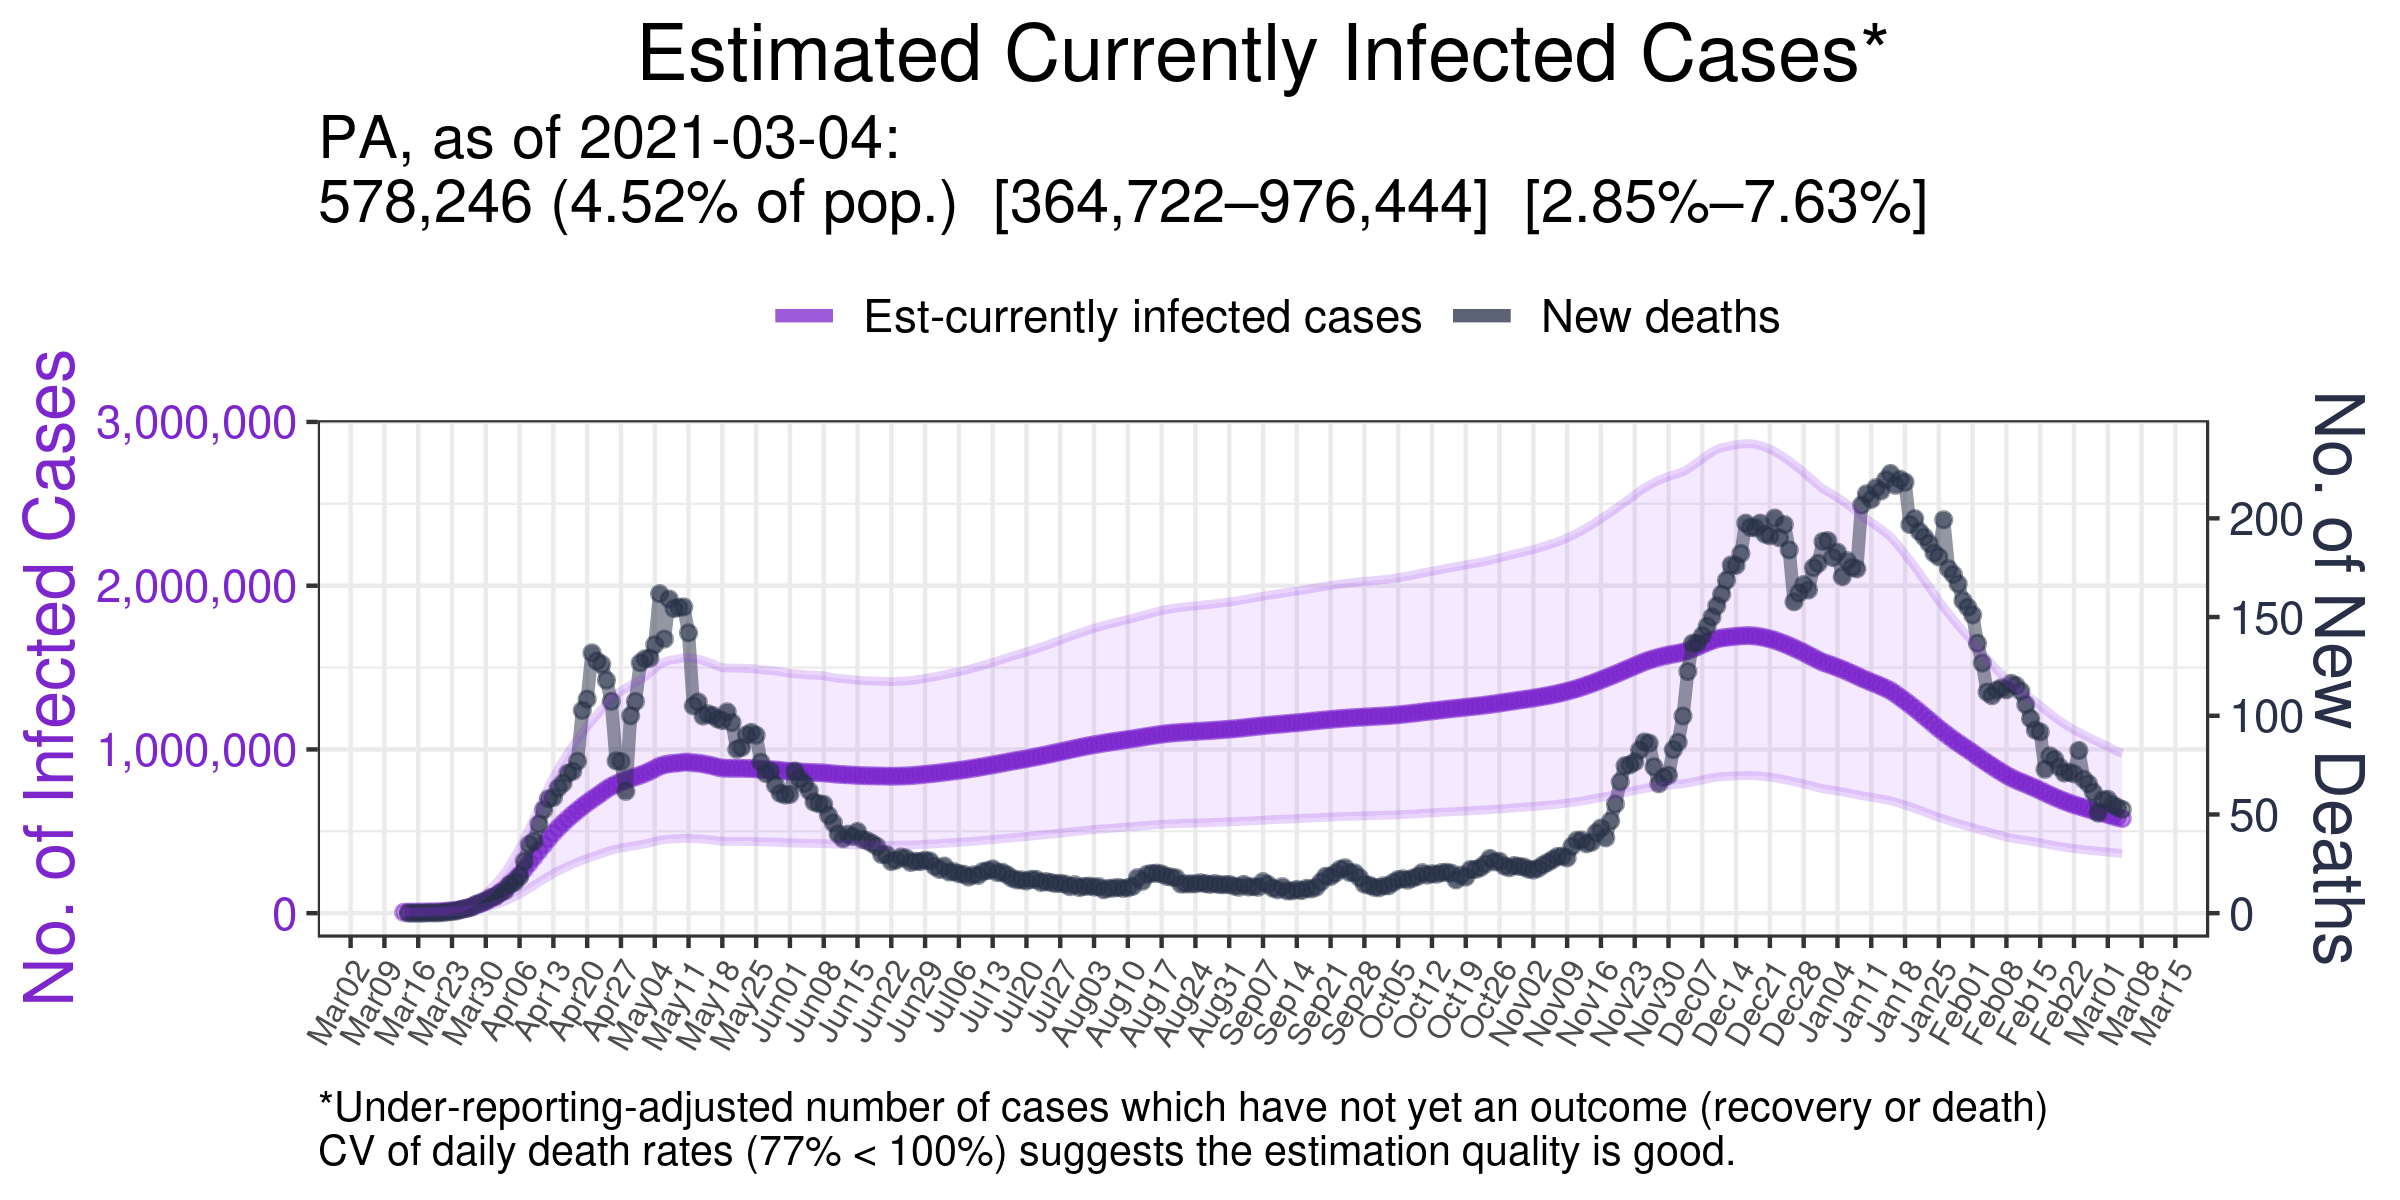 Estimated Currently Infected Cases*
PA, as of 2021-03-04:
578,246 (4.52% of pop.) [364,722–976,444] [2.85%–7.63%]
Est-currently infected cases
New deaths
No. of Infected Cases
3,000,000
2,000,000
1,000,000
0
No. of New Deaths
200
150
100
50
0
Mar02
Mar09
Mar16
Mar23
Mar30
Apr06
Apr13
Apr20
Apr27
May04
May11
May18
May25
Jun01
Jun08
Jun15
Jun22
Jun29
Jul06
Jul13
Jul20
Jul27
Aug03
Aug10
Aug17
Aug24
Aug31
Sep07
Sep14
Sep21
Sep28
Oct05
Oct12
Oct19
Oct26
Nov02
Nov09
Nov16
Nov23
Nov30
Dec07
Dec14
Dec21
Dec28
Jan04
Jan11
Jan18
Jan25
Feb01
Feb08
Feb15
Feb22
Mar01
Mar08
Mar15
*Under-reporting-adjusted number of cases which have not yet an outcome (recovery or death)
CV of daily death rates (77% < 100%) suggests the estimation quality is good.